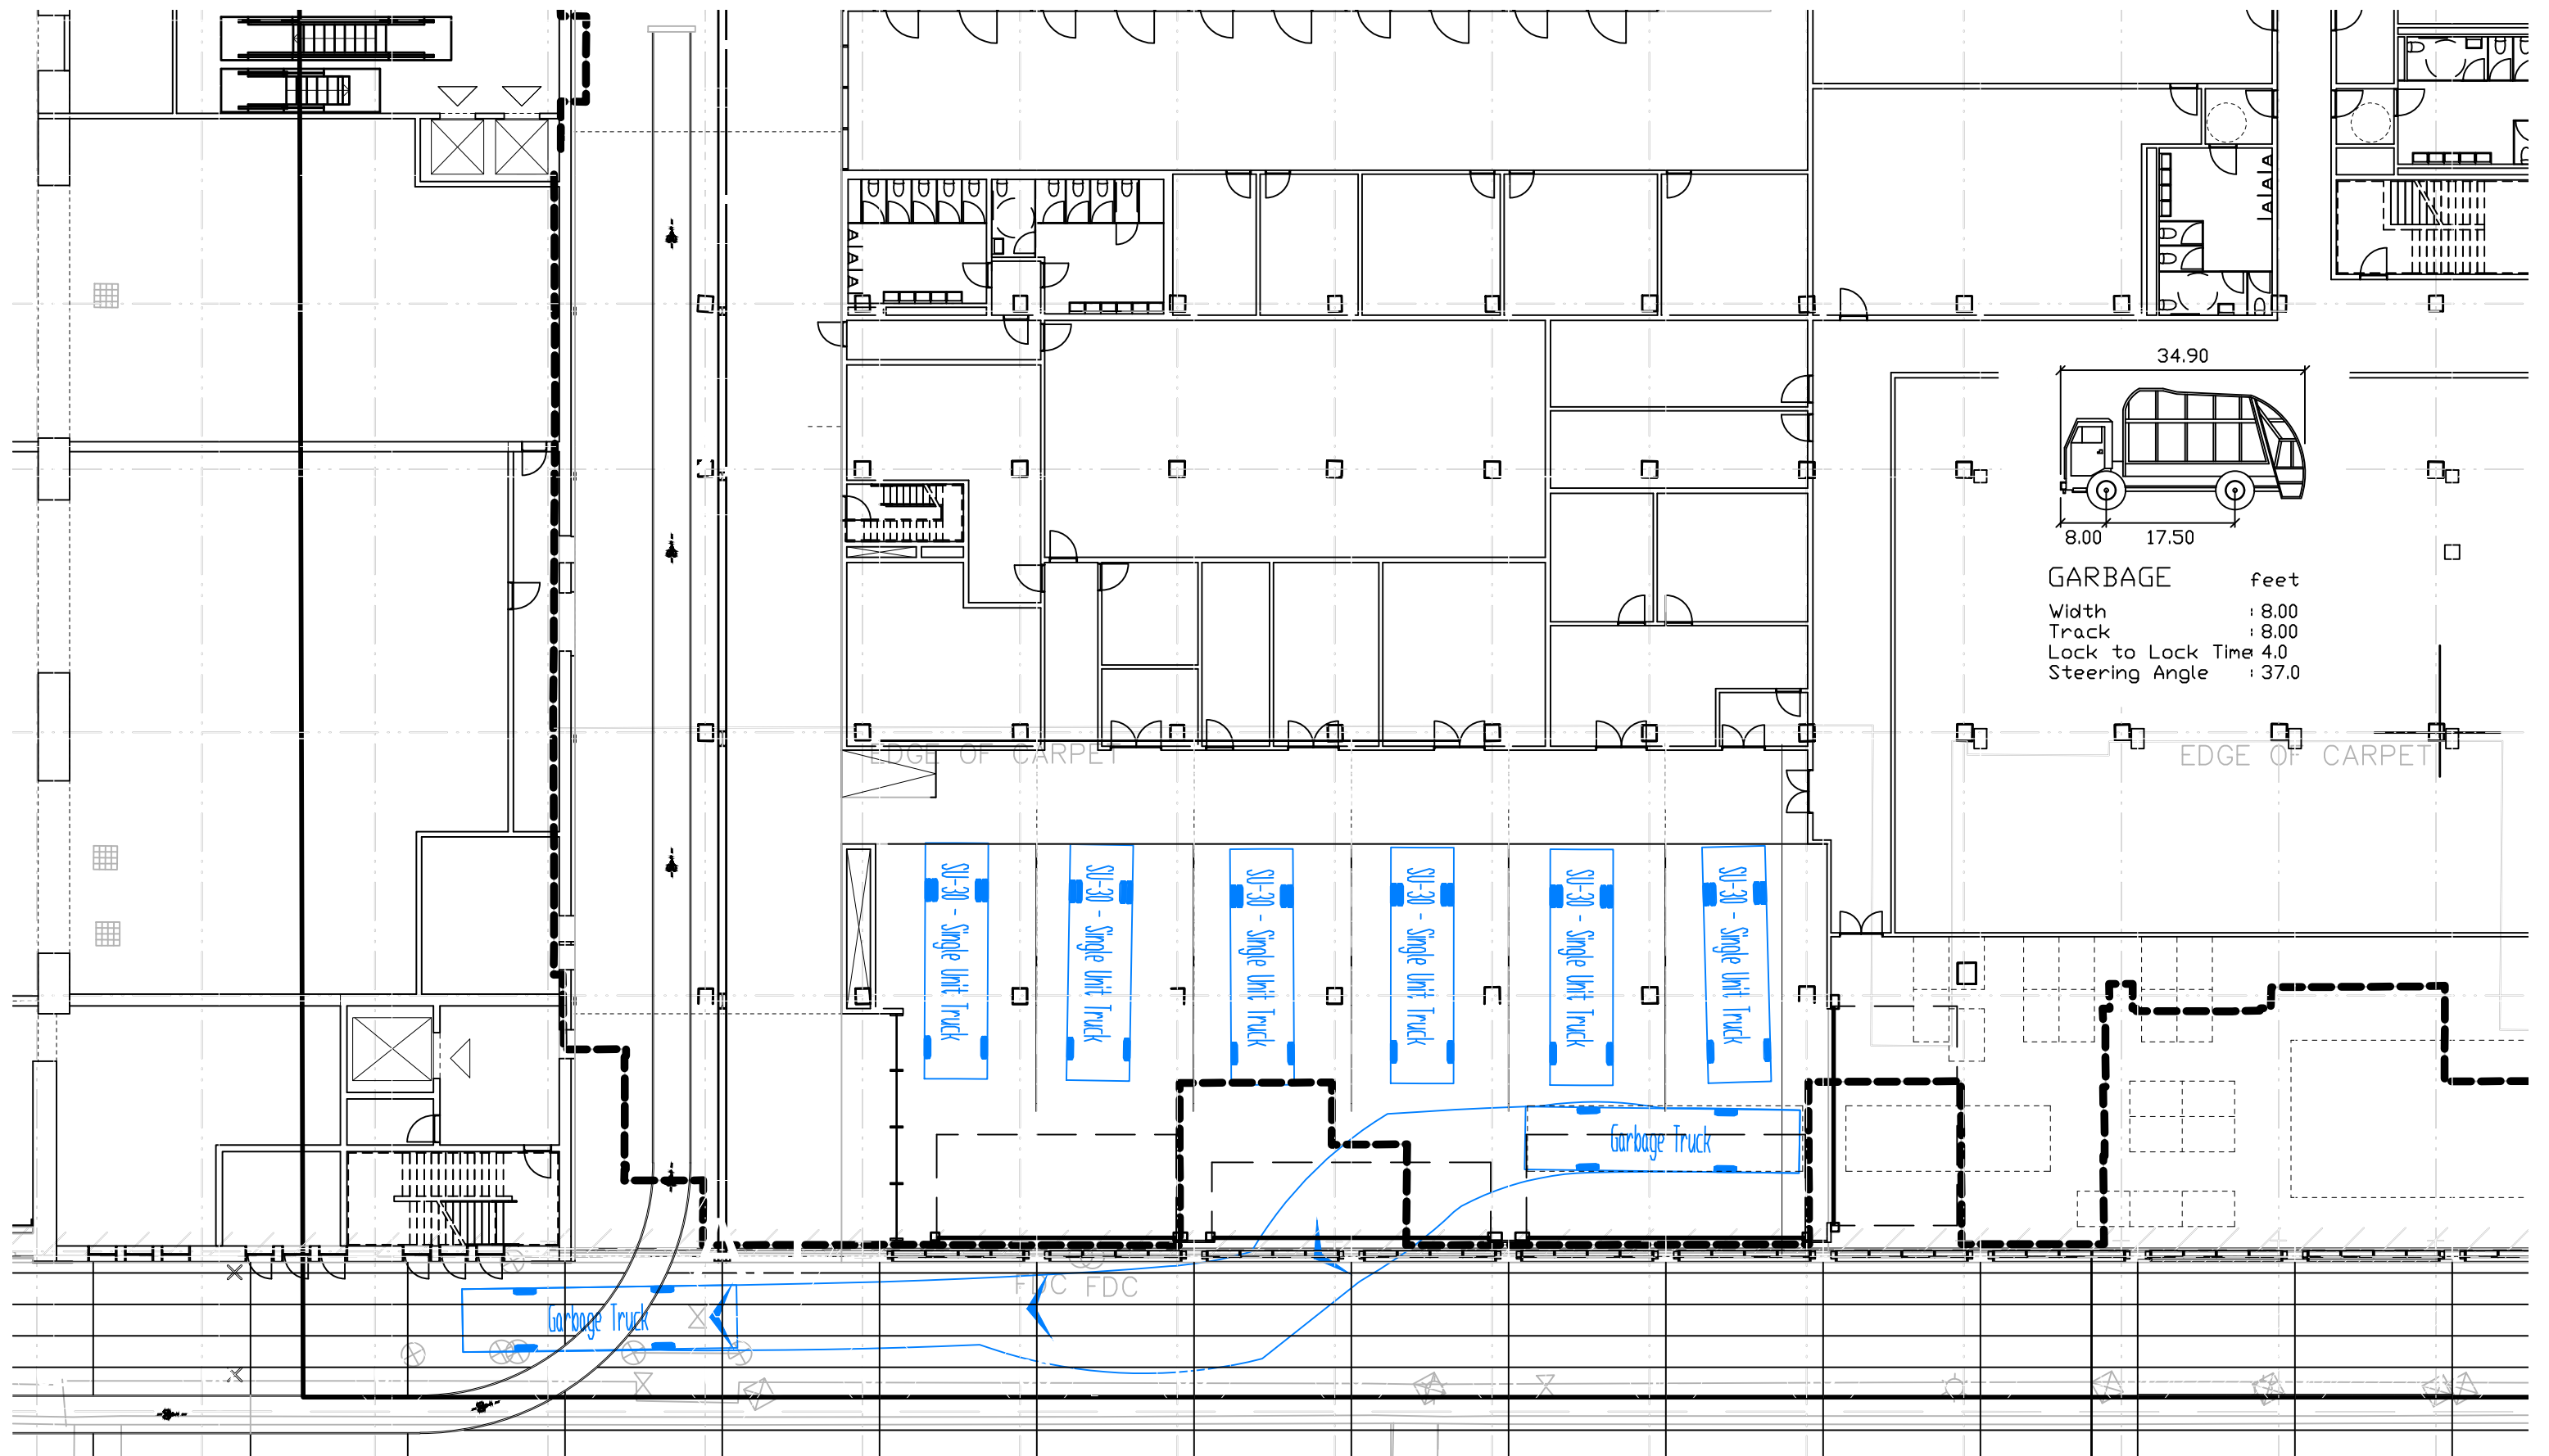 34.90
8.00 17.50
GARBAGE feet
Width : 8.00
Track : 8.00
Lock to Lock Time : 4.0
Steering Angle : 37.0
EDGE OF CARPET
EDGE OF CARPET
SU-30 - Single Unit Truck
SU-30 - Single Unit Truck
SU-30 - Single Unit Truck
SU-30 - Single Unit Truck
SU-30 - Single Unit Truck
SU-30 - Single Unit Truck
Garbage Truck
FDC FDC
Garbage Truck